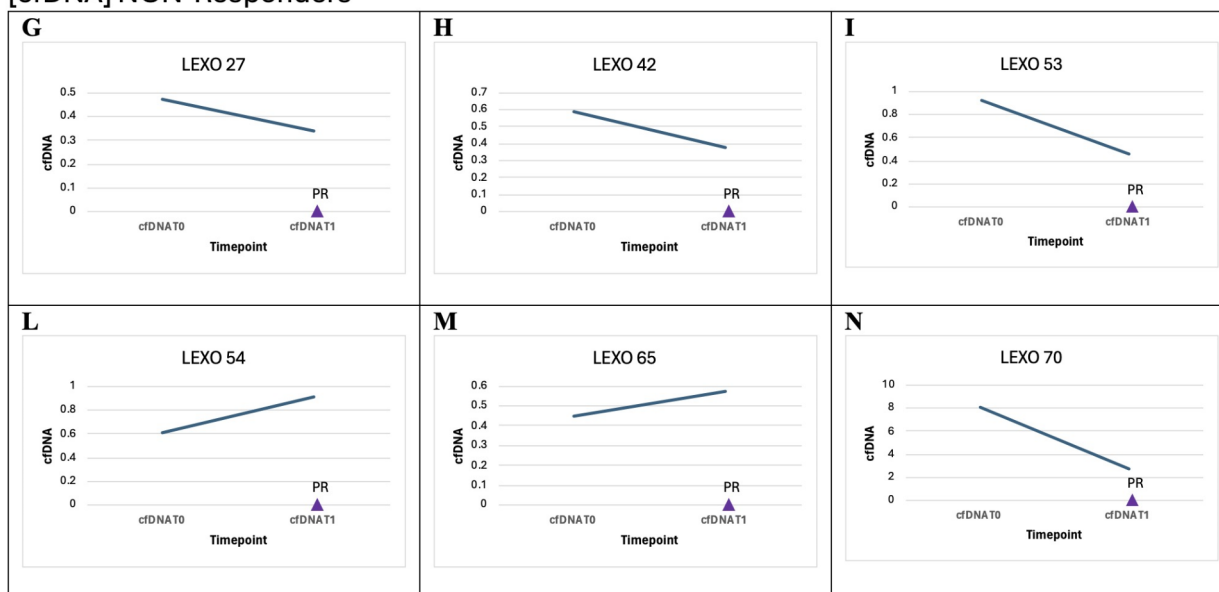 [cfDNA] NON-Responders
G
LEXO 27
0.5
0.4
0.3
0.2
0.1
0
cfDNA
PR
cfDNAT0
cfDNAT1
Timepoint
H
LEXO 42
0.7
0.6
0.5
0.4
0.3
0.2
0.1
0
cfDNA
PR
cfDNAT0
cfDNAT1
Timepoint
I
LEXO 53
1
0.8
0.6
0.4
0.2
0
cfDNA
PR
cfDNAT0
cfDNAT1
Timepoint
L
LEXO 54
1
0.8
0.6
0.4
0.2
0
cfDNA
PR
cfDNAT0
cfDNAT1
Timepoint
M
LEXO 65
0.6
0.5
0.4
0.3
0.2
0.1
0
cfDNA
PR
cfDNAT0
cfDNAT1
Timepoint
N
LEXO 70
10
8
6
4
2
0
cfDNA
PR
cfDNAT0
cfDNAT1
Timepoint